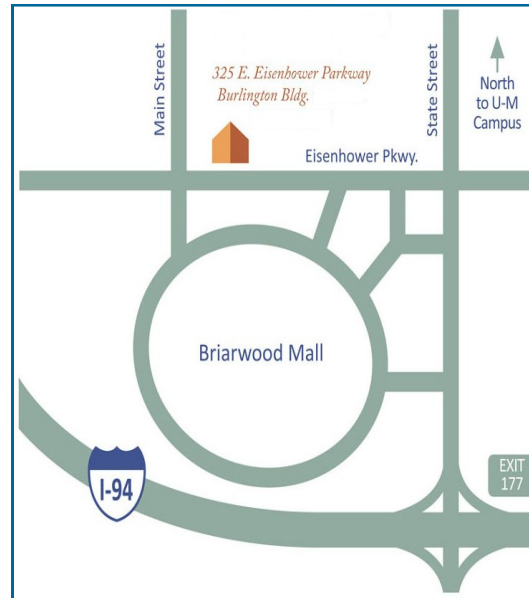 Main Street
325 E. Eisenhower Parkway
Burlington Bldg.
State Street
North
to U-M
Campus
Eisenhower Pkwy.
Briarwood Mall
I-94
EXIT
177